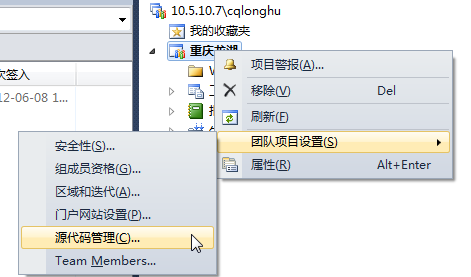 10.5.10.7\cqlonghu
我的收藏夹
重庆龙湖
次签入
12-06-08 1...
项目警报(A)...
移除(V) Del
刷新(F)
团队项目设置(S)
属性(R) Alt+Enter
安全性(S)...
组成员资格(G)...
区域和迭代(A)...
门户网站设置(P)...
源代码管理(C)...
Team Members...